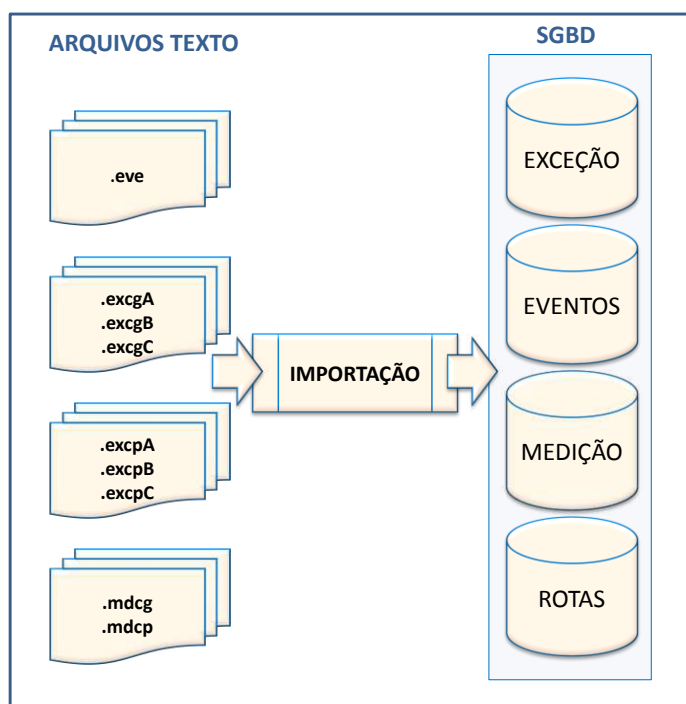 ARQUIVOS TEXTO
.eve
.excgA
.excgB
.excgC
.excpA
.excpB
.excpC
.mdcg
.mdcp
IMPORTAÇÃO
SGBD
EXCEÇÃO
EVENTOS
MEDIÇÃO
ROTAS